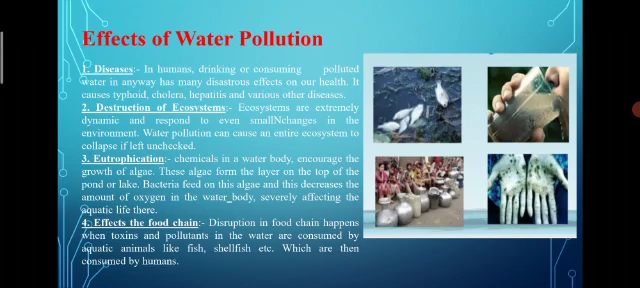 Effects of Water Pollution
1. Diseases:- In humans, drinking or consuming polluted
water in anyway has many disastrous effects on our health. It
causes typhoid, cholera, hepatitis and various other diseases.
2. Destruction of Ecosystems:- Ecosystems are extremely
dynamic and respond to even smallNchanges in the
environment. Water pollution can cause an entire ecosystem to
collapse if left unchecked.
3. Eutrophication:- chemicals in a water body, encourage the
growth of algae. These algae form the layer on the top of the
pond or lake. Bacteria feed on this algae and this decreases the
amount of oxygen in the water_body, severely affecting the
aquatic life there.
4. Effects the food chain:- Disruption in food chain happens
when toxins and pollutants in the water are consumed by
aquatic animals like fish, shellfish etc. Which are then
consumed by humans.